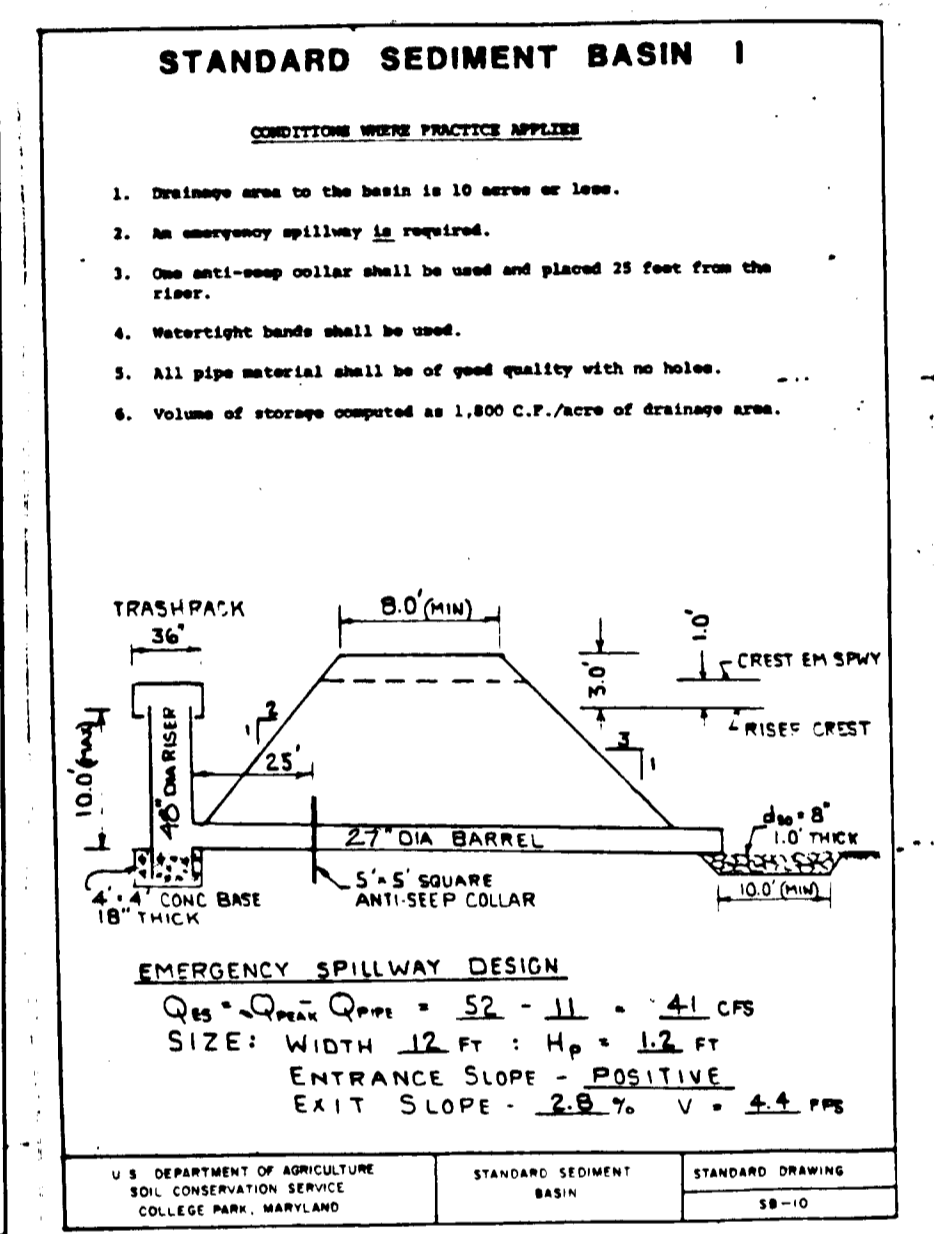 STANDARD SEDIMENT BASIN I
CONDITIONS WHERE PRACTICE APPLIES
1. Drainage area to the basin is 10 acres or less.
2. An emergency spillway is required.
3. One anti-seep collar shall be used and placed 25 feet from the
riser.
4. Watertight bands shall be used.
5. All pipe material shall be of good quality with no holes.
6. Volume of storage computed as 1,800 C.F./acre of drainage area.
TRASHPACK
36"
8.0' (MIN)
3.0'
1.0'
CREST EM SPWY
RISEF CREST
10.0' (MAX)
48" DIA RISER
2
1
25'
3
1
27" DIA BARREL
d50 = 8"
1.0' THICK
10.0' (MIN)
4' × 4' CONC BASE
18" THICK
5' × 5' SQUARE
ANTI-SEEP COLLAR
EMERGENCY SPILLWAY DESIGN
QES = QPEAK - QPIPE = 52 - 11 = 41 CFS
SIZE: WIDTH 12 FT : Hp = 1.2 FT
ENTRANCE SLOPE - POSITIVE
EXIT SLOPE - 2.8 % V = 4.4 FPS
U S DEPARTMENT OF AGRICULTURE
SOIL CONSERVATION SERVICE
COLLEGE PARK, MARYLAND
STANDARD SEDIMENT
BASIN
STANDARD DRAWING
SB-10